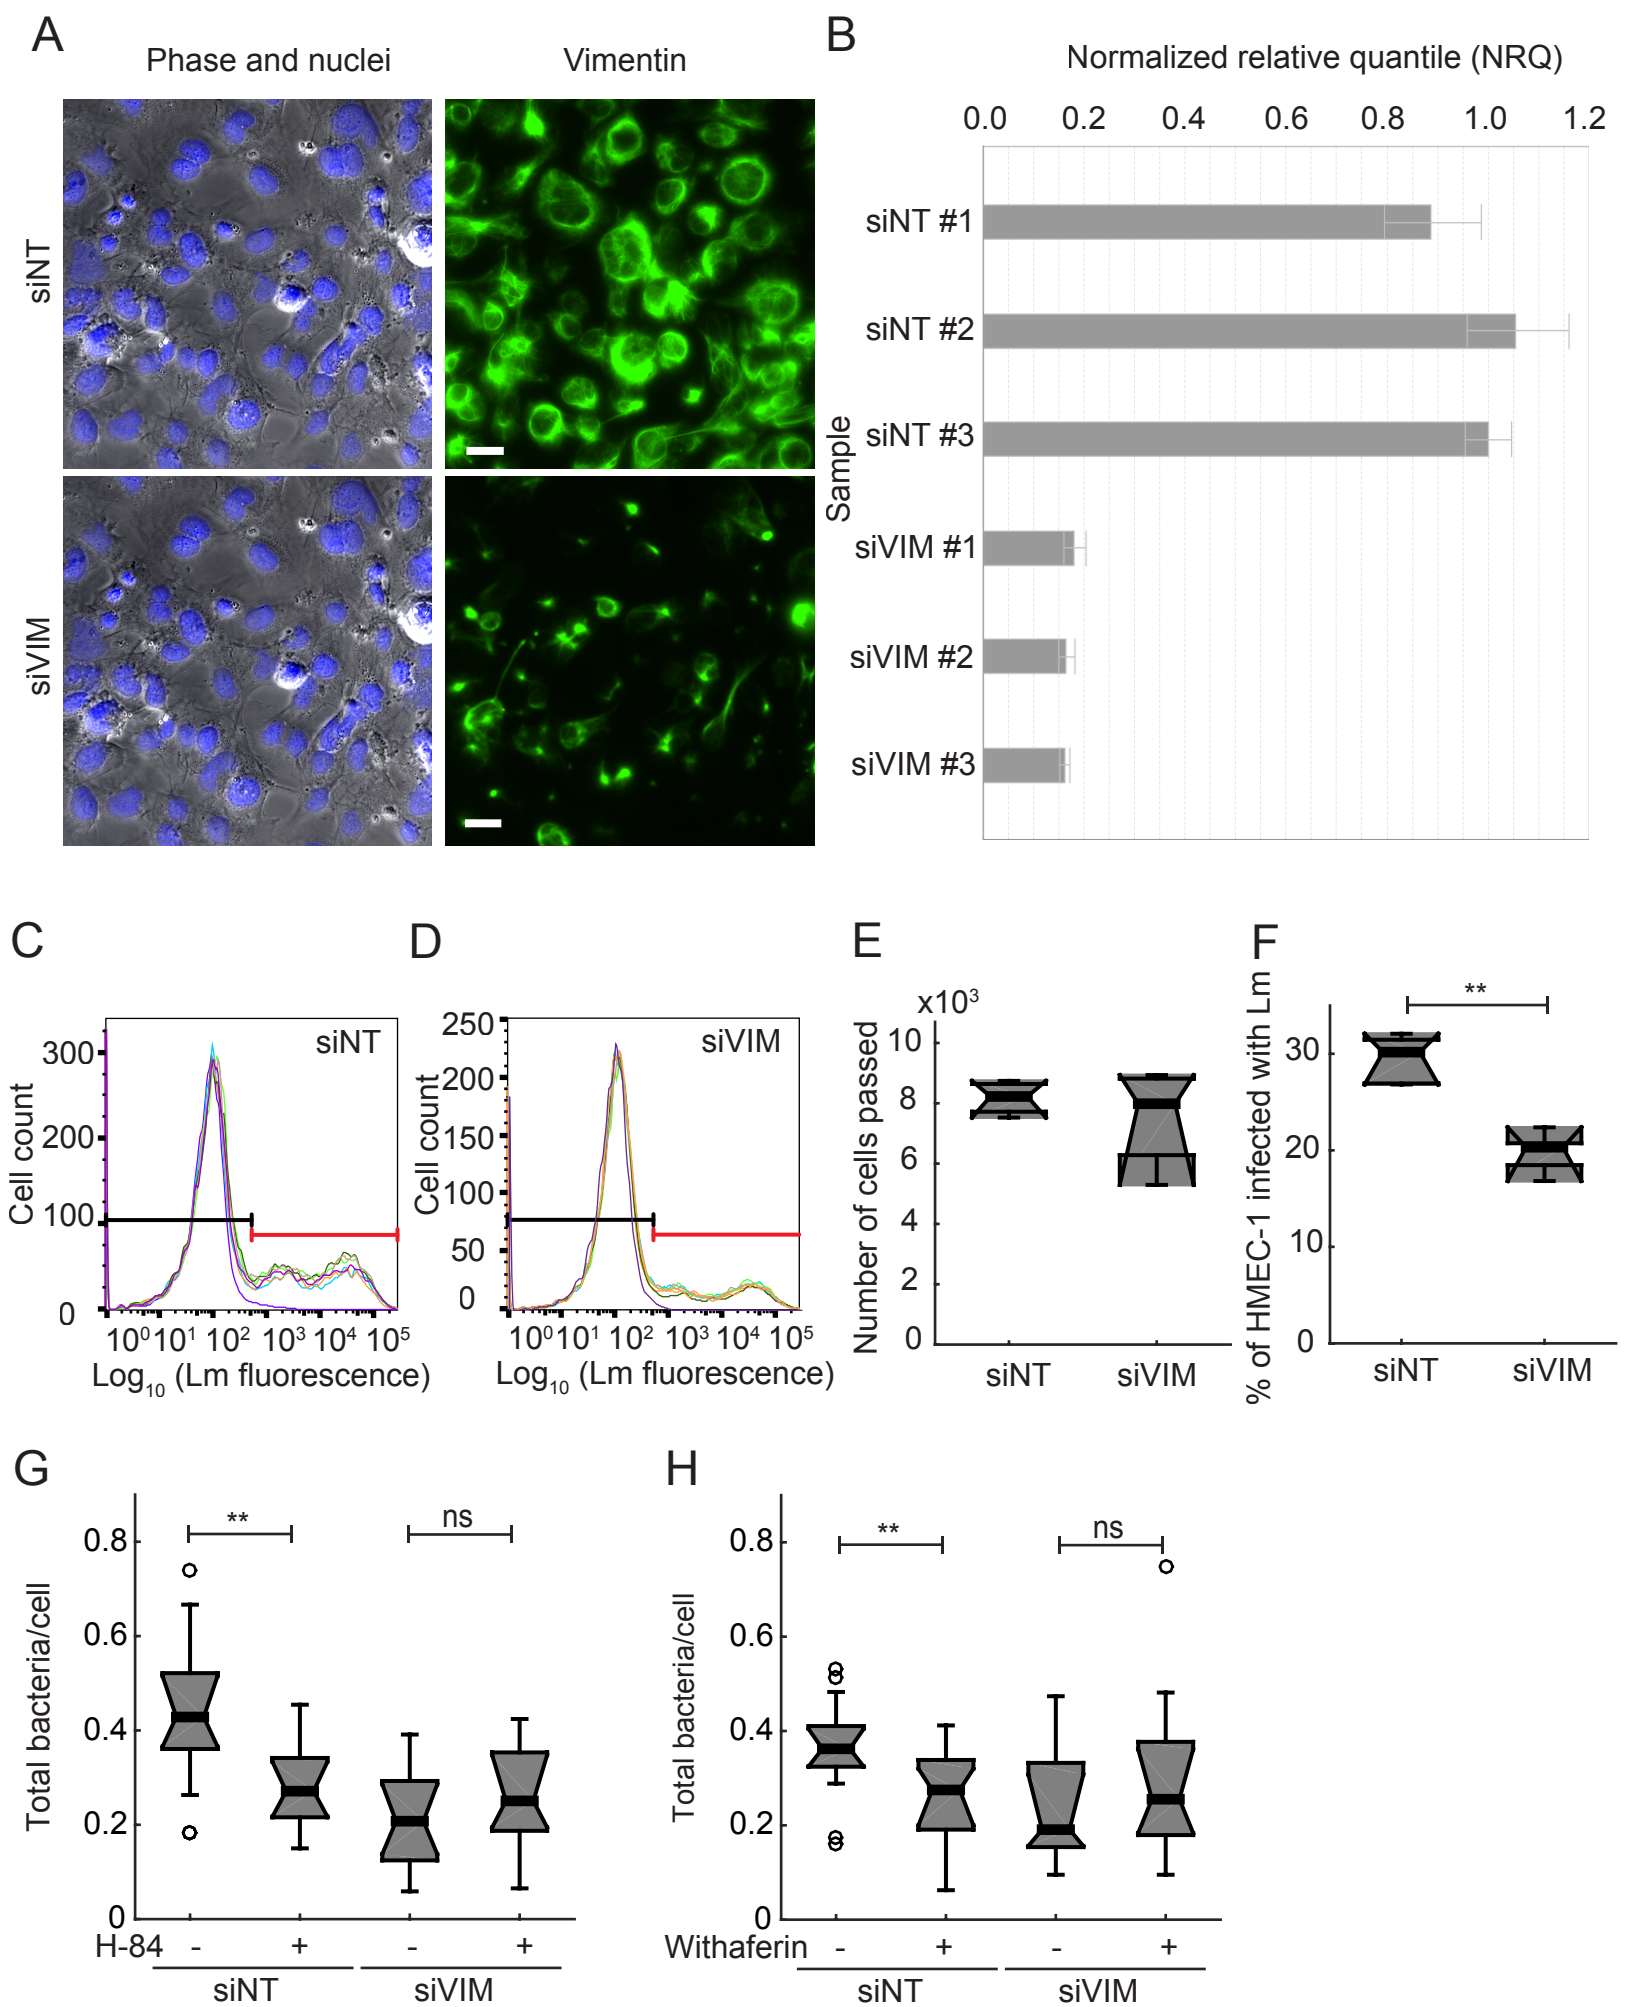 A
Phase and nuclei
Vimentin
siNT
siVIM
B
Normalized relative quantile (NRQ)
0.0 0.2 0.4 0.6 0.8 1.0 1.2
Sample
siNT #1
siNT #2
siNT #3
siVIM #1
siVIM #2
siVIM #3
C
siNT
Cell count
300
200
100
0
10⁰ 10¹ 10² 10³ 10⁴ 10⁵
Log₁₀ (Lm fluorescence)
D
siVIM
Cell count
250
200
150
100
50
0
10⁰ 10¹ 10² 10³ 10⁴ 10⁵
Log₁₀ (Lm fluorescence)
E
x10³
Number of cells passed
10
8
6
4
2
0
siNT siVIM
F
% of HMEC-1 infected with Lm
**
30
20
10
0
siNT siVIM
G
Total bacteria/cell
** ns
0.8
0.6
0.4
0.2
0
H-84 - + - +
siNT siVIM
H
Total bacteria/cell
** ns
0.8
0.6
0.4
0.2
0
Withaferin - + - +
siNT siVIM